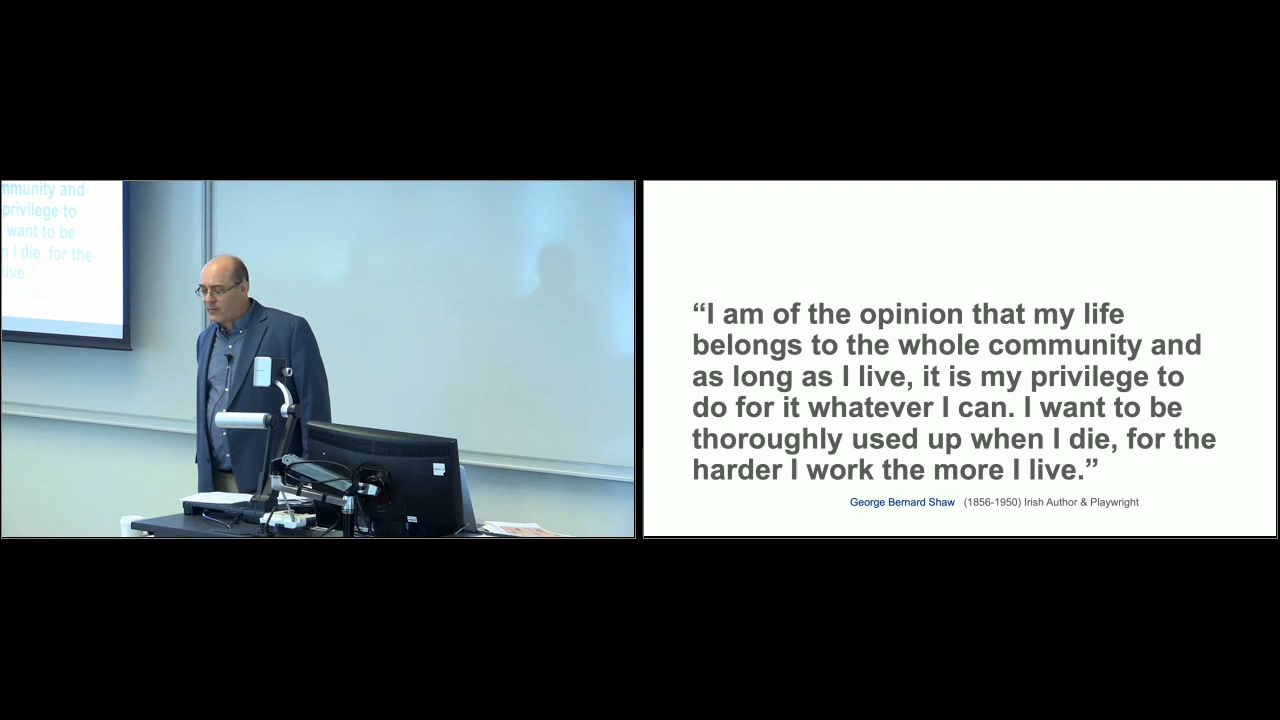 mmunity and
privilege to
want to be
n I die, for the
live.”
“I am of the opinion that my life
belongs to the whole community and
as long as I live, it is my privilege to
do for it whatever I can. I want to be
thoroughly used up when I die, for the
harder I work the more I live.”
George Bernard Shaw (1856-1950) Irish Author & Playwright